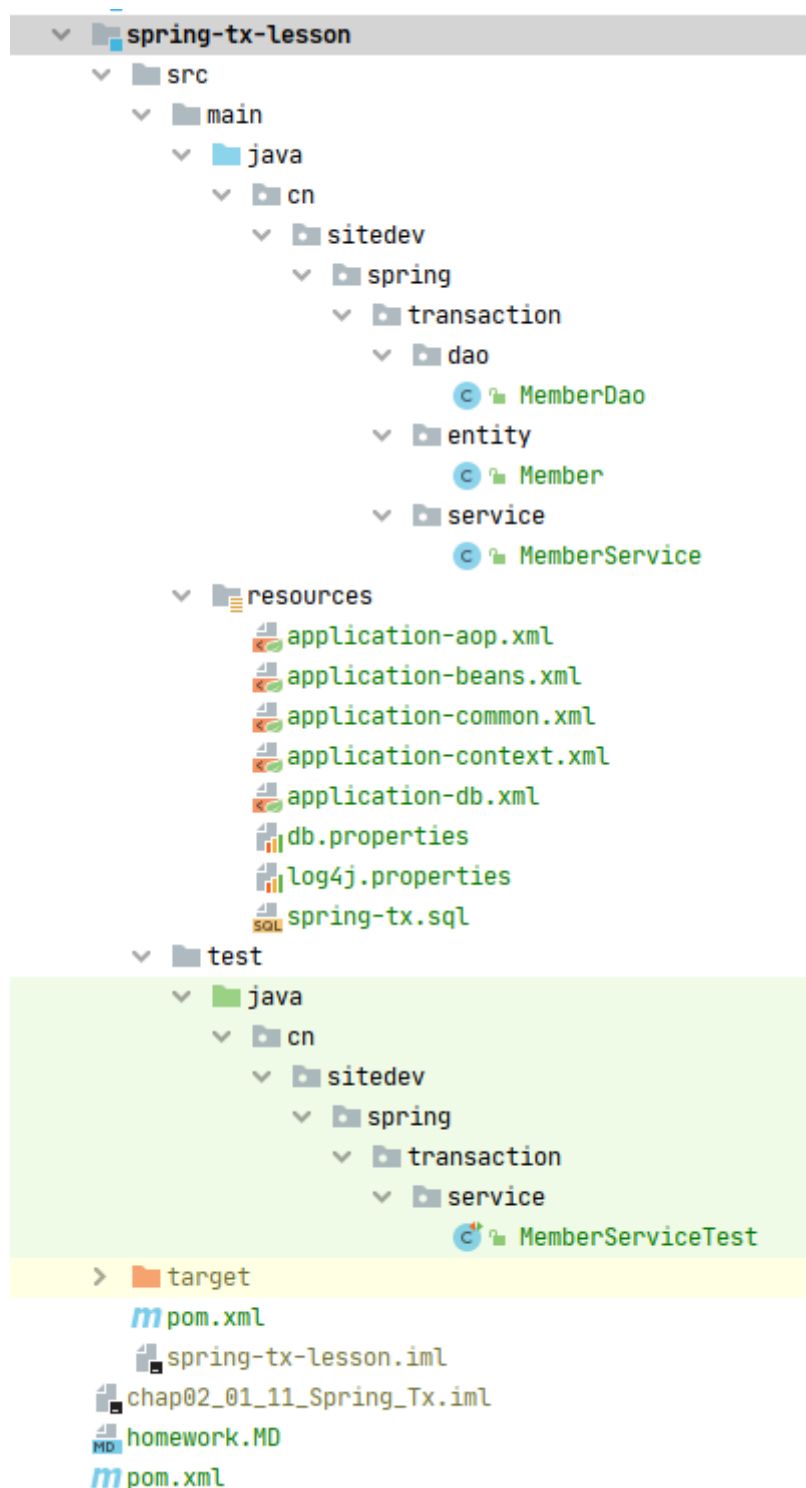 spring-tx-lesson
src
main
java
cn
sitedev
spring
transaction
dao
C MemberDao
entity
C Member
service
C MemberService
resources
application-aop.xml
application-beans.xml
application-common.xml
application-context.xml
application-db.xml
db.properties
log4j.properties
SQL spring-tx.sql
test
java
cn
sitedev
spring
transaction
service
C MemberServiceTest
target
m pom.xml
spring-tx-lesson.iml
chap02_01_11_Spring_Tx.iml
MD homework.MD
m pom.xml